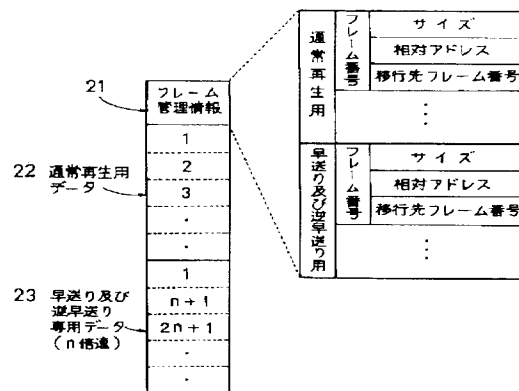 21
フレーム
管理情報
22 通常再生用
データ
1
2
3
・
・
23 早送り及び
逆早送り
専用データ
(n倍速)
1
n+1
2n+1
・
・
通常再生用
フレーム番号
サイズ
相対アドレス
移行先フレーム番号
⋮
早送り及び逆早送り用
フレーム番号
サイズ
相対アドレス
移行先フレーム番号
⋮